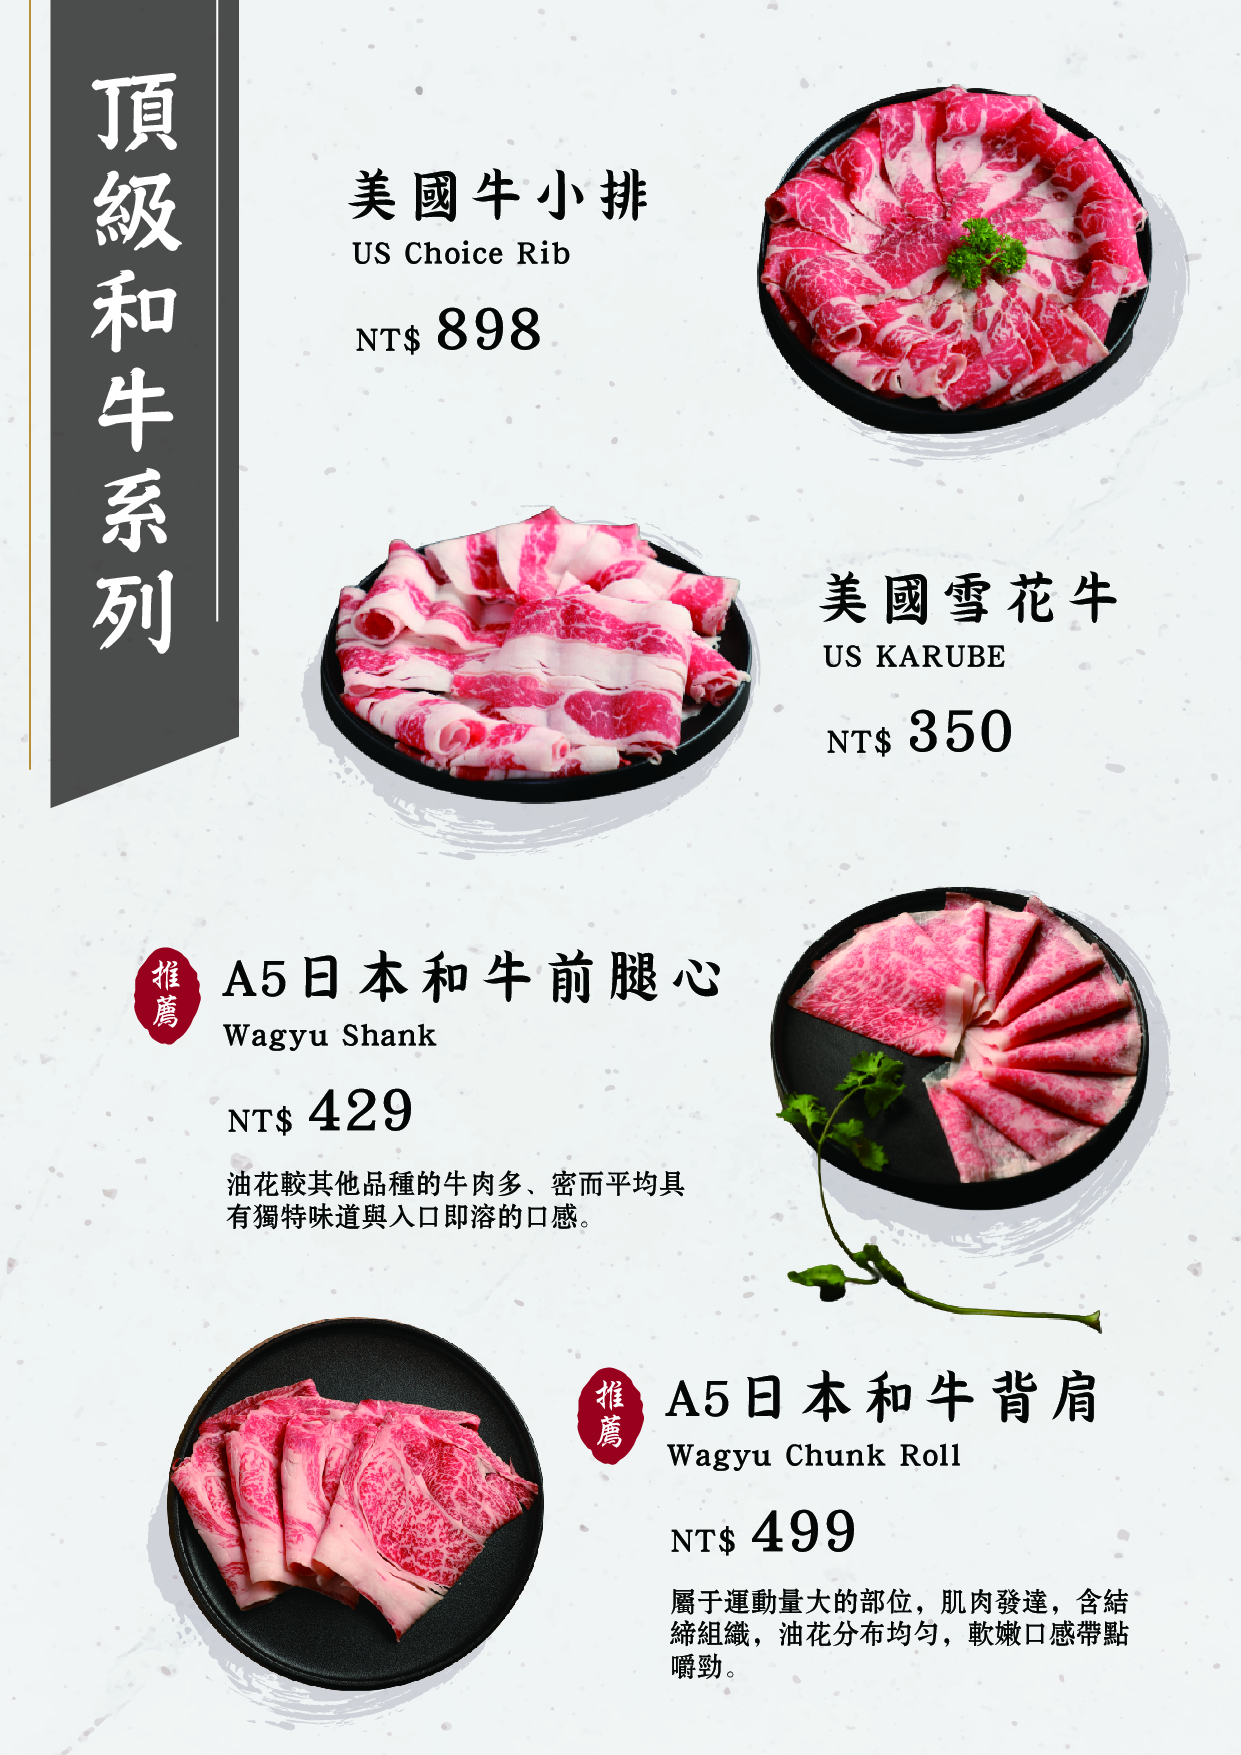 頂級和牛系列
美國牛小排
US Choice Rib
NT$ 898
美國雪花牛
US KARUBE
NT$ 350
推薦
A5日本和牛前腿心
Wagyu Shank
NT$ 429
油花較其他品種的牛肉多、密而平均具
有獨特味道與入口即溶的口感。
推薦
A5日本和牛背肩
Wagyu Chunk Roll
NT$ 499
屬于運動量大的部位，肌肉發達，含結
締組織，油花分布均勻，軟嫩口感帶點
嚼勁。